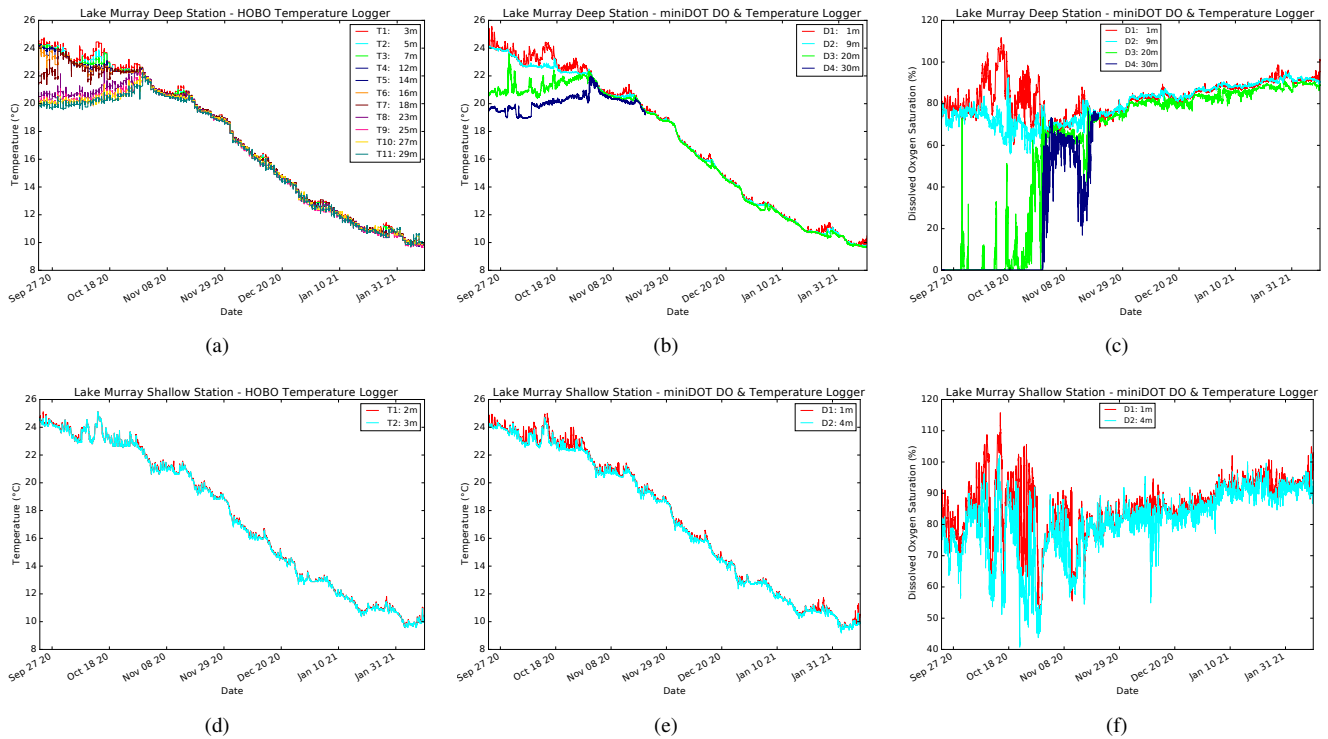 Lake Murray Deep Station - HOBO Temperature Logger
26
24
22
20
18
16
14
12
10
8
Temperature (°C)
T1: 3m
T2: 5m
T3: 7m
T4: 12m
T5: 14m
T6: 16m
T7: 18m
T8: 23m
T9: 25m
T10: 27m
T11: 29m
Sep 27 20 Oct 18 20 Nov 08 20 Nov 29 20 Dec 20 20 Jan 10 21 Jan 31 21
Date
(a)
Lake Murray Deep Station - miniDOT DO & Temperature Logger
26
24
22
20
18
16
14
12
10
8
Temperature (°C)
D1: 1m
D2: 9m
D3: 20m
D4: 30m
Sep 27 20 Oct 18 20 Nov 08 20 Nov 29 20 Dec 20 20 Jan 10 21 Jan 31 21
Date
(b)
Lake Murray Deep Station - miniDOT DO & Temperature Logger
120
100
80
60
40
20
0
Dissolved Oxygen Saturation (%)
D1: 1m
D2: 9m
D3: 20m
D4: 30m
Sep 27 20 Oct 18 20 Nov 08 20 Nov 29 20 Dec 20 20 Jan 10 21 Jan 31 21
Date
(c)
Lake Murray Shallow Station - HOBO Temperature Logger
26
24
22
20
18
16
14
12
10
8
Temperature (°C)
T1: 2m
T2: 3m
Sep 27 20 Oct 18 20 Nov 08 20 Nov 29 20 Dec 20 20 Jan 10 21 Jan 31 21
Date
(d)
Lake Murray Shallow Station - miniDOT DO & Temperature Logger
26
24
22
20
18
16
14
12
10
8
Temperature (°C)
D1: 1m
D2: 4m
Sep 27 20 Oct 18 20 Nov 08 20 Nov 29 20 Dec 20 20 Jan 10 21 Jan 31 21
Date
(e)
Lake Murray Shallow Station - miniDOT DO & Temperature Logger
120
110
100
90
80
70
60
50
40
Dissolved Oxygen Saturation (%)
D1: 1m
D2: 4m
Sep 27 20 Oct 18 20 Nov 08 20 Nov 29 20 Dec 20 20 Jan 10 21 Jan 31 21
Date
(f)